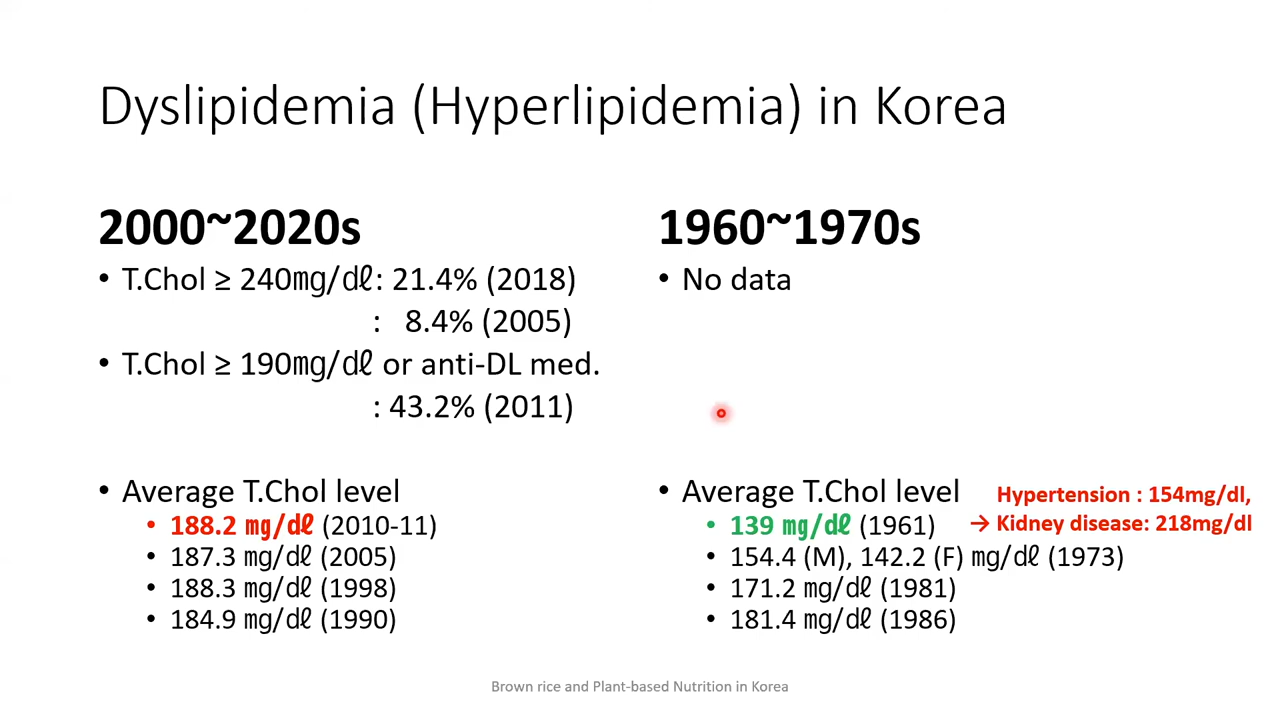 Dyslipidemia (Hyperlipidemia) in Korea
2000~2020s
• T.Chol ≥ 240㎎/㎗: 21.4% (2018)
: 8.4% (2005)
• T.Chol ≥ 190㎎/㎗ or anti-DL med.
: 43.2% (2011)
• Average T.Chol level
• 188.2 ㎎/㎗ (2010-11)
• 187.3 ㎎/㎗ (2005)
• 188.3 ㎎/㎗ (1998)
• 184.9 ㎎/㎗ (1990)
1960~1970s
• No data
• Average T.Chol level
• 139 ㎎/㎗ (1961)
• 154.4 (M), 142.2 (F) ㎎/㎗ (1973)
• 171.2 ㎎/㎗ (1981)
• 181.4 ㎎/㎗ (1986)
Hypertension : 154mg/dl,
→ Kidney disease: 218mg/dl
Brown rice and Plant-based Nutrition in Korea